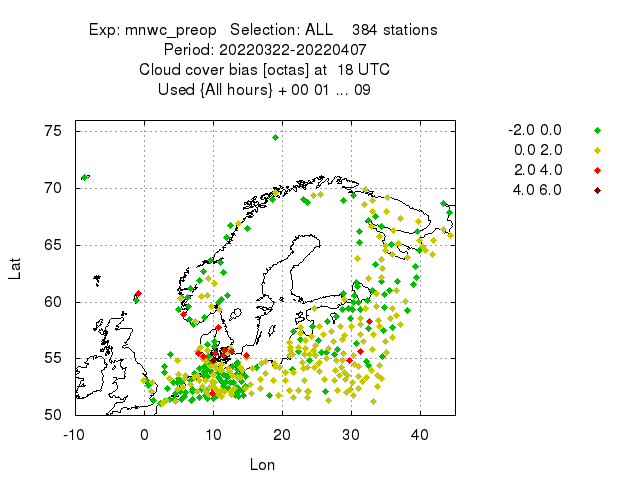 Exp: mnwc_preop   Selection: ALL    384 stations
Period: 20220322-20220407
Cloud cover bias [octas] at  18 UTC
Used {All hours} + 00 01 ... 09
-2.0 0.0
0.0 2.0
2.0 4.0
4.0 6.0
75
70
65
60
55
50
Lat
-10 0 10 20 30 40
Lon